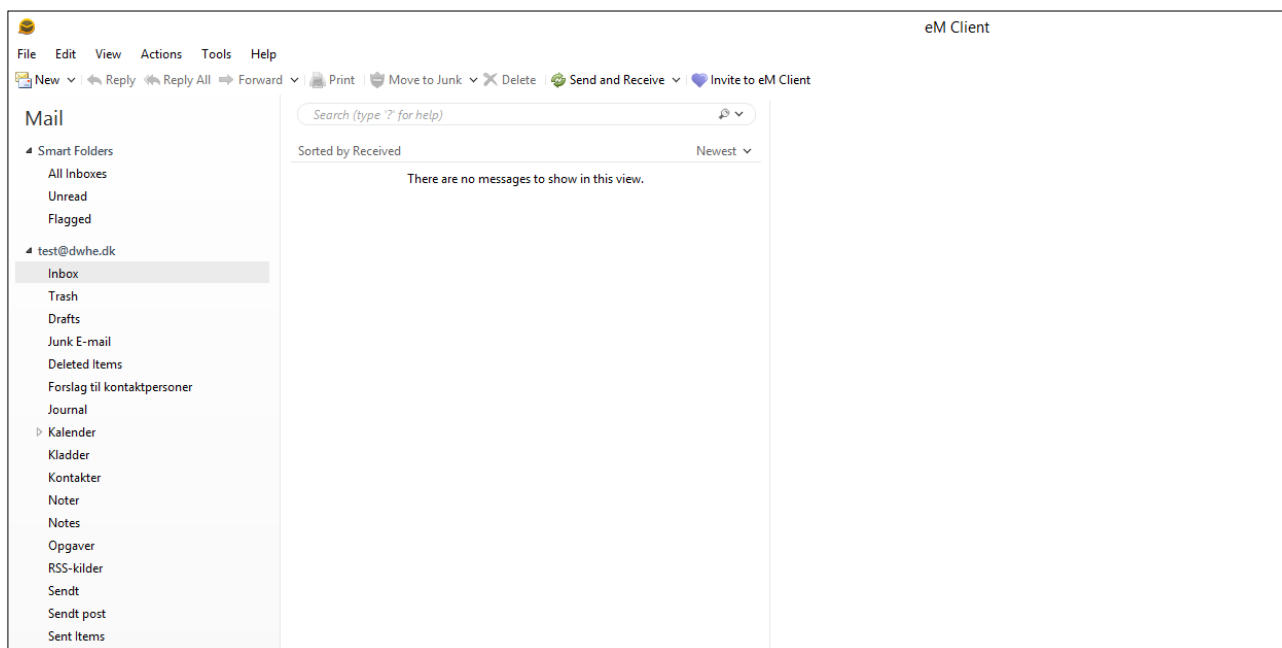 eM Client
File Edit View Actions Tools Help
New Reply Reply All Forward Print Move to Junk Delete Send and Receive Invite to eM Client
Mail
Search (type '?' for help)
Smart Folders
Sorted by Received Newest
All Inboxes
There are no messages to show in this view.
Unread
Flagged
test@dwhe.dk
Inbox
Trash
Drafts
Junk E-mail
Deleted Items
Forslag til kontaktpersoner
Journal
Kalender
Kladder
Kontakter
Noter
Notes
Opgaver
RSS-kilder
Sendt
Sendt post
Sent Items